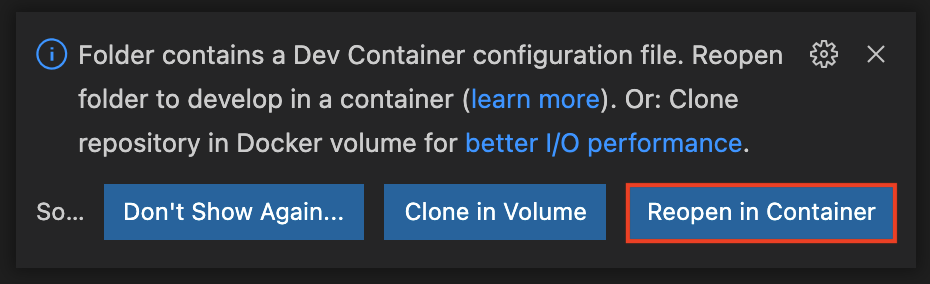 Folder contains a Dev Container configuration file. Reopen
folder to develop in a container (learn more). Or: Clone
repository in Docker volume for better I/O performance.
So... Don't Show Again... Clone in Volume Reopen in Container